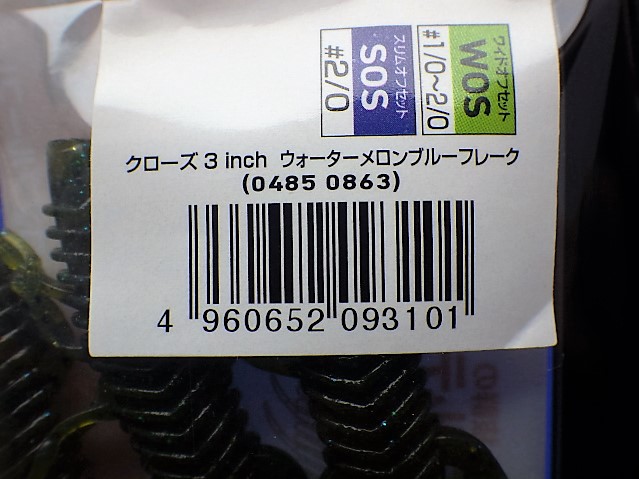 スリムオフセット
SOS
#2/0
ワイドオフセット
WOS
#1/0~2/0
クローズ 3 inch ウォーターメロンブルーフレーク
(0485 0863)
4 960652 093101